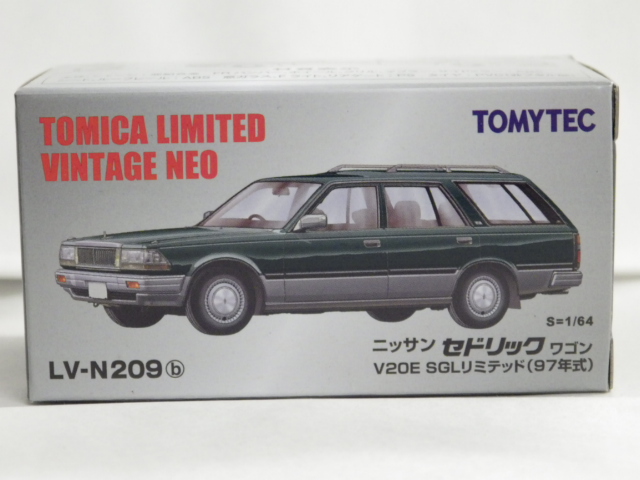 TOMICA LIMITED
VINTAGE NEO
TOMYTEC
S=1/64
ニッサン セドリック ワゴン
LV-N209ⓑ
V20E SGLリミテッド(97年式)